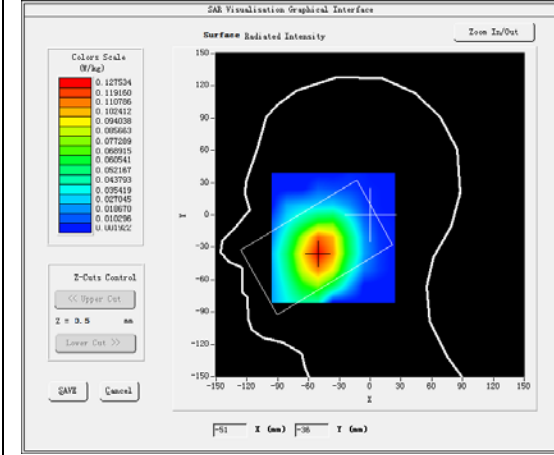 SAR Visualisation Graphical Interface
Surface Radiated Intensity
Zoom In/Out
Colors Scale
(W/kg)
0.127534
0.119160
0.110786
0.102412
0.094038
0.085663
0.077289
0.068915
0.060541
0.052167
0.043793
0.035419
0.027045
0.018670
0.010296
0.001922
150
120
90
60
30
Y
0
-30
-60
-90
-120
-150
-150 -120 -90 -60 -30 0 30 60 90 120 150
X
Z-Cuts Control
<< Upper Cut
Z = 3.5 mm
Lower Cut >>
SAVE Cancel
-51 X (mm) -36 Y (mm)